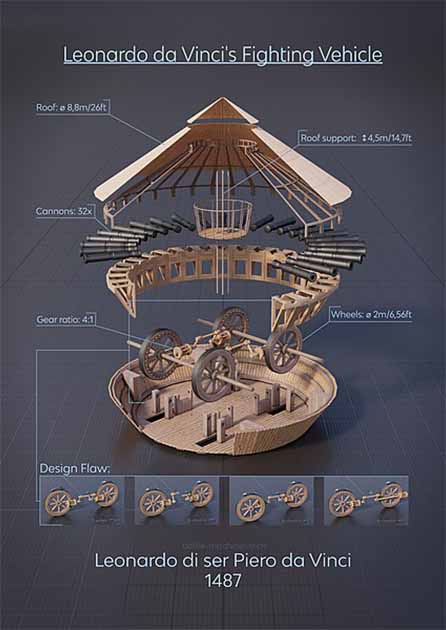 Leonardo da Vinci's Fighting Vehicle
Roof: ø 8,8m/26ft
Roof support: ↕4,5m/14,7ft
Cannons: 32x
Gear ratio: 4:1
Wheels: ø 2m/6,56ft
Design Flaw:
Leonardo di ser Piero da Vinci
1487